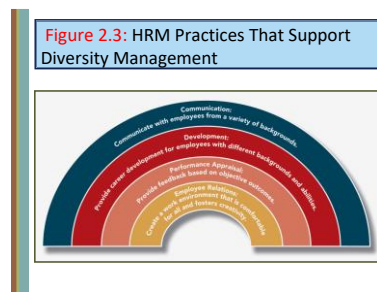 Figure 2.3: HRM Practices That Support
Diversity Management
Communication:
Communicate with employees from a variety of backgrounds.
Development:
Provide career development for employees with different backgrounds and abilities.
Performance Appraisal:
Provide feedback based on objective outcomes.
Employee Relations:
Create a work environment that is comfortable
for all and fosters creativity.